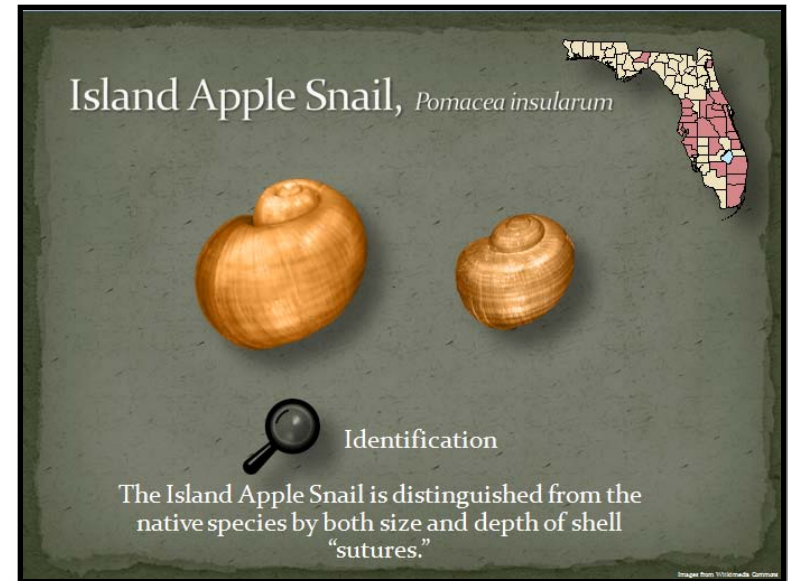 Island Apple Snail, Pomacea insularum
Identification
The Island Apple Snail is distinguished from the
native species by both size and depth of shell
“sutures.”
Images from Wikimedia Commons